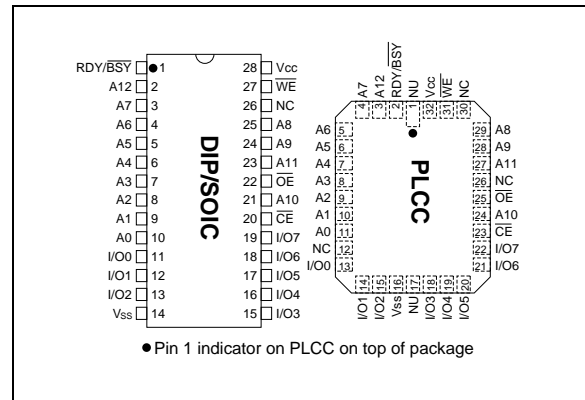 RDY/BSY 1 28 Vcc
A12 2 27 WE
A7 3 26 NC
A6 4 25 A8
A5 5 24 A9
A4 6 23 A11
A3 7 22 OE
A2 8 21 A10
A1 9 20 CE
A0 10 19 I/O7
I/O0 11 18 I/O6
I/O1 12 17 I/O5
I/O2 13 16 I/O4
VSS 14 15 I/O3
DIP/SOIC
A7 A12 RDY/BSY NU Vcc WE NC
4 3 2 1 32 31 30
A6 5 29 A8
A5 6 28 A9
A4 7 27 A11
A3 8 26 NC
A2 9 25 OE
A1 10 24 A10
A0 11 23 CE
NC 12 22 I/O7
I/O0 13 21 I/O6
PLCC
14 15 16 17 18 19 20
I/O1 I/O2 Vss NU I/O3 I/O4 I/O5
● Pin 1 indicator on PLCC on top of package